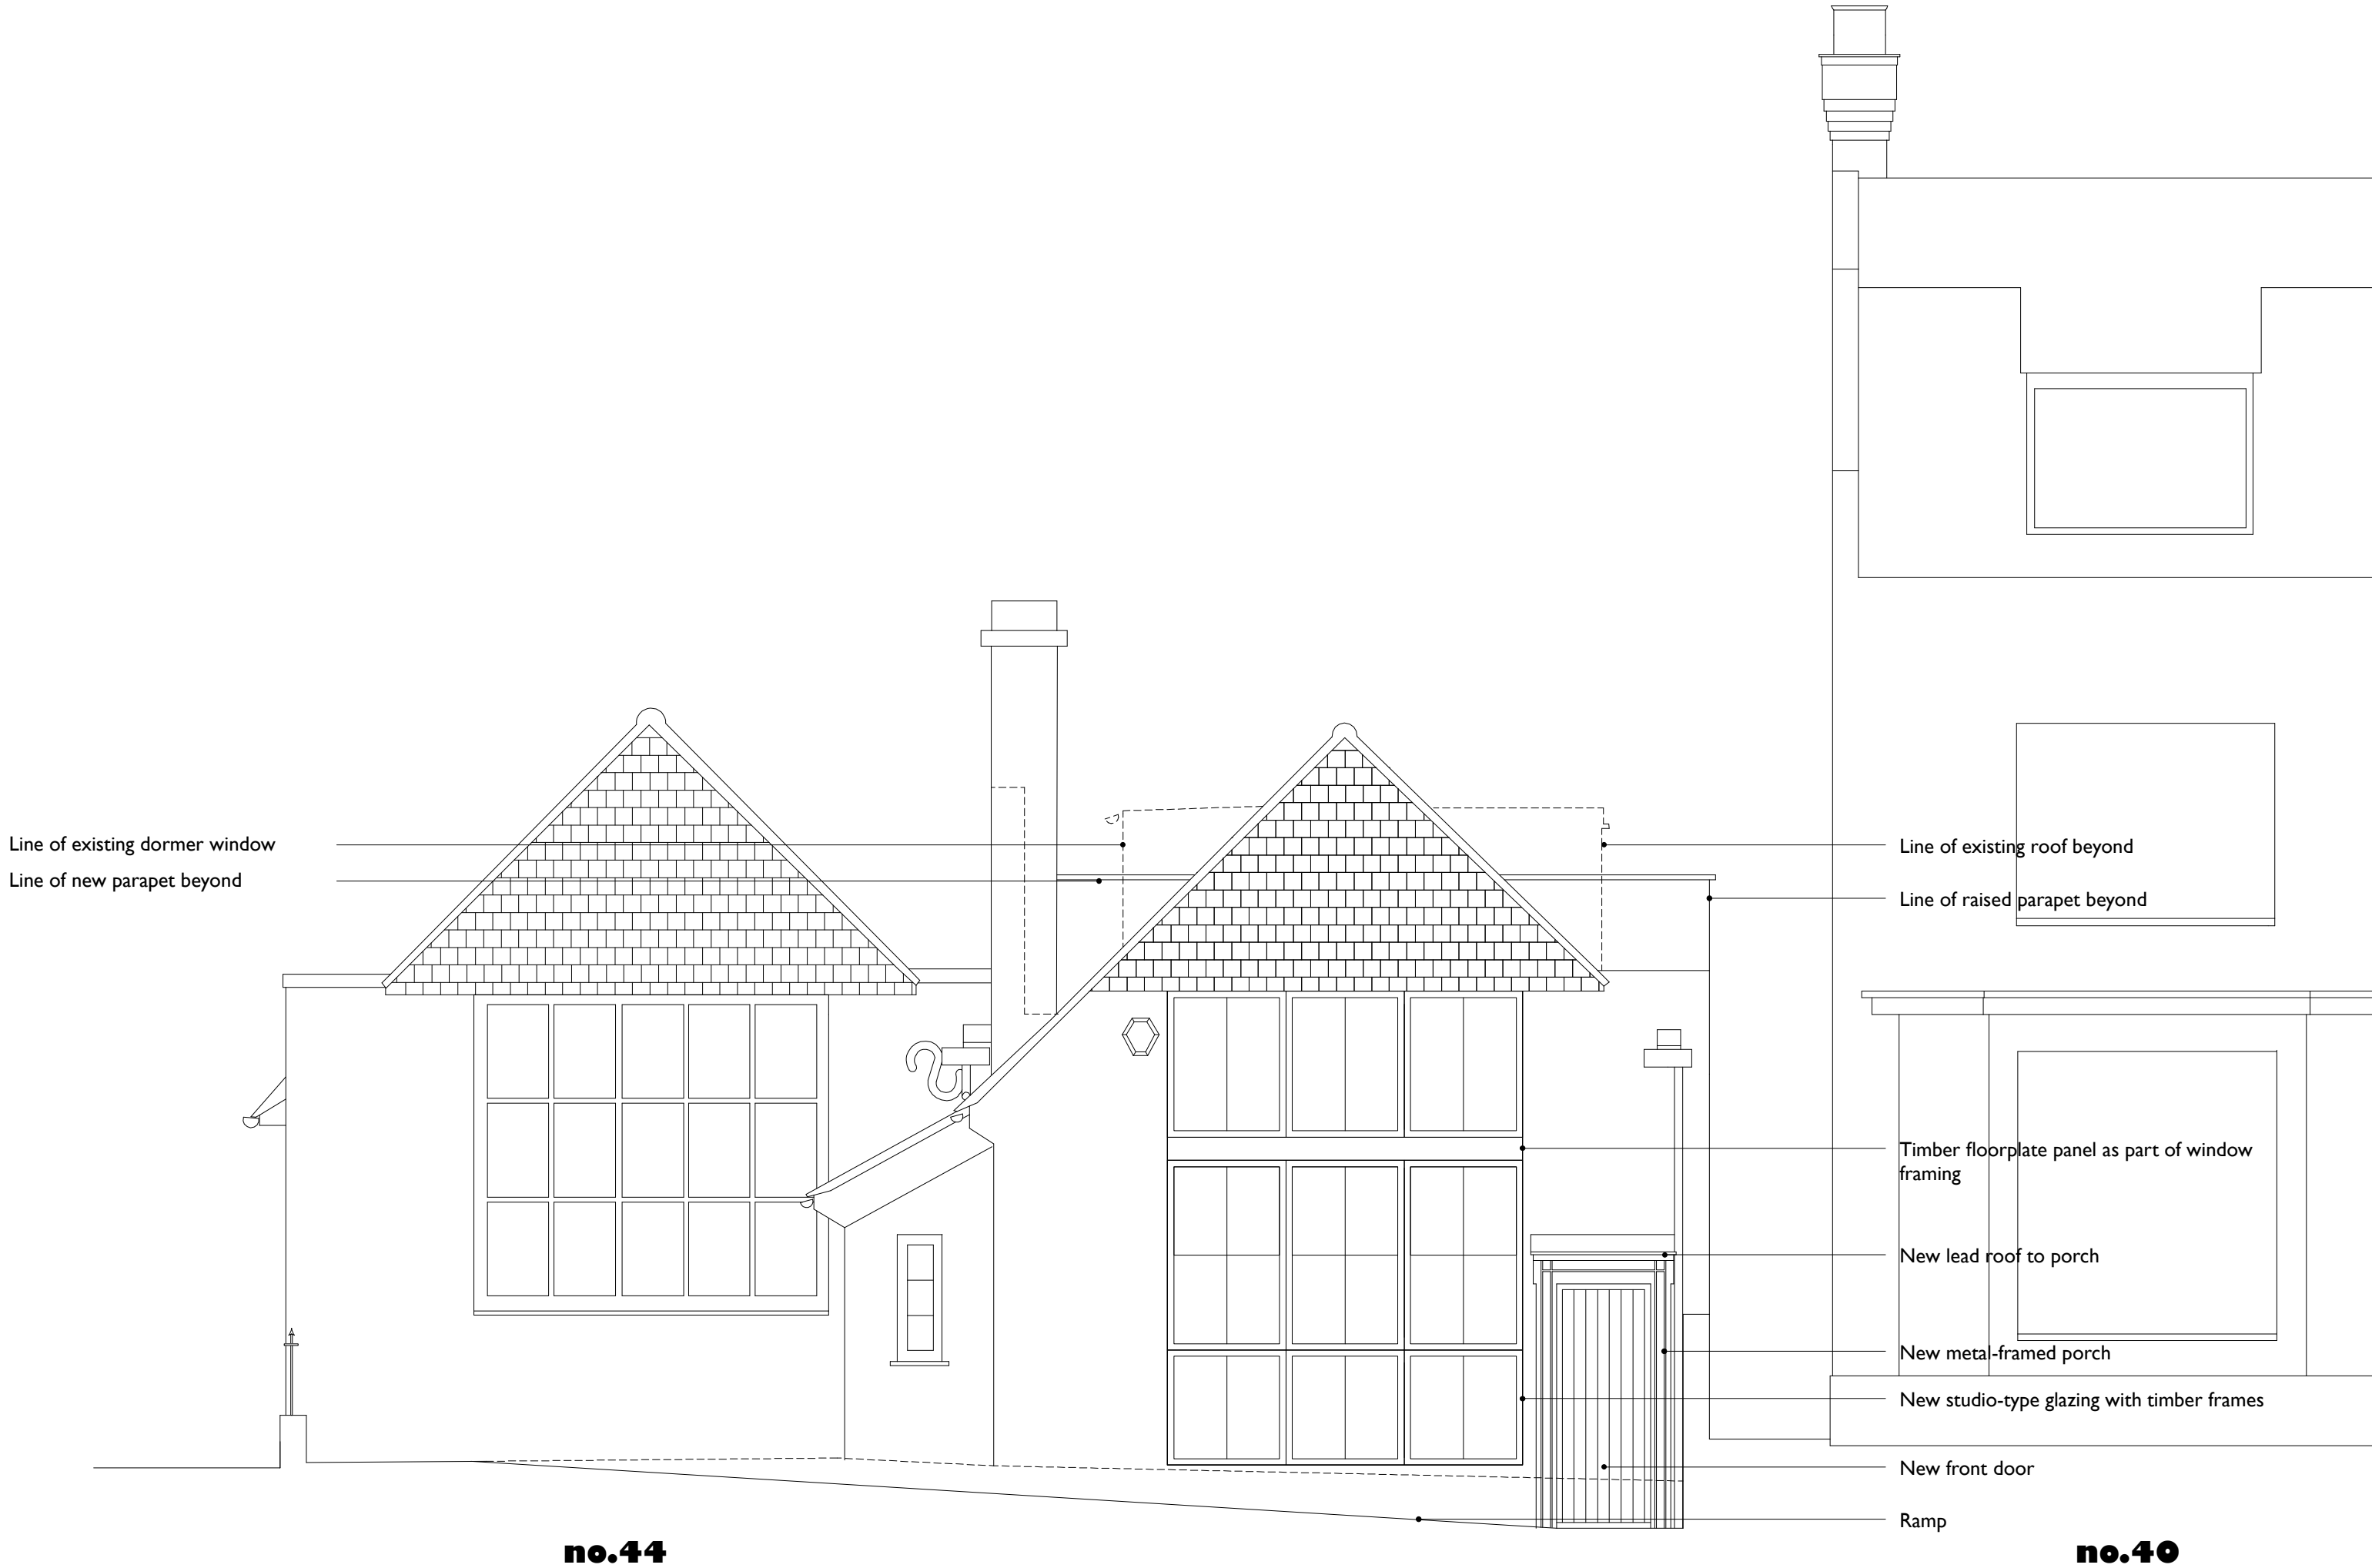 Line of existing dormer window
Line of new parapet beyond
Line of existing roof beyond
Line of raised parapet beyond
Timber floorplate panel as part of window
framing
New lead roof to porch
New metal-framed porch
New studio-type glazing with timber frames
New front door
Ramp
no.44
no.40